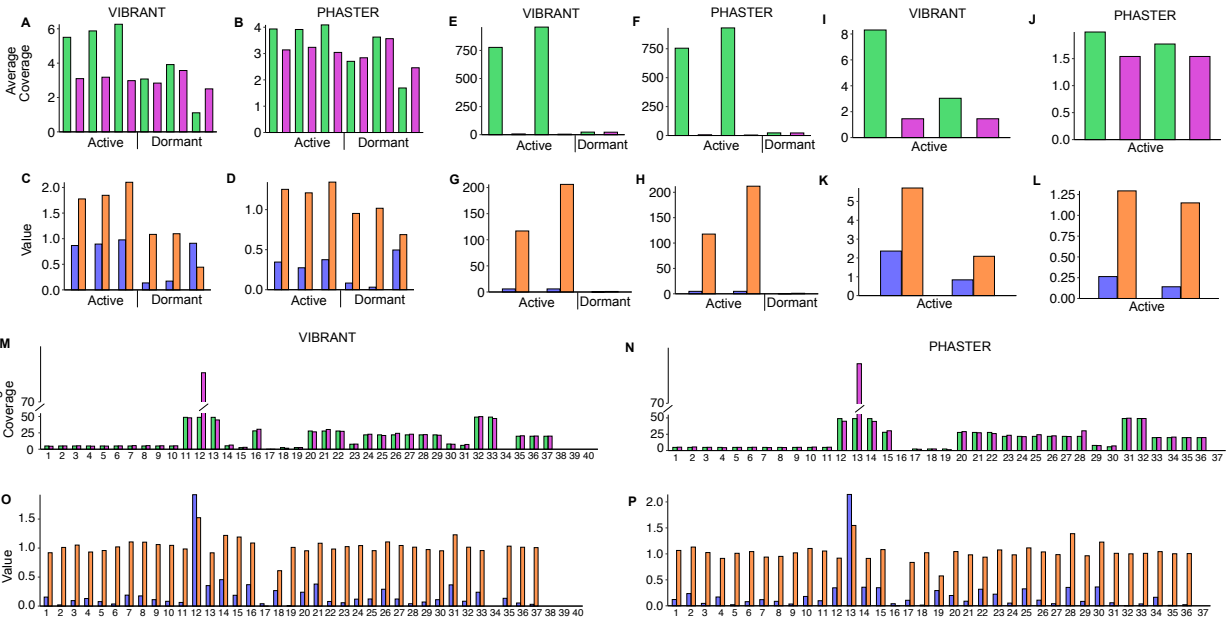 A VIBRANT
Average Coverage
6
4
2
0
Active Dormant
B PHASTER
4
3
2
1
0
Active Dormant
E VIBRANT
750
500
250
0
Active Dormant
F PHASTER
750
500
250
0
Active Dormant
I VIBRANT
8
6
4
2
0
Active
J PHASTER
1.5
1.0
0.5
0.0
Active
C
Value
2.0
1.5
1.0
0.5
0.0
Active Dormant
D
1.0
0.5
0.0
Active Dormant
G
200
150
100
50
0
Active Dormant
H
200
150
100
50
0
Active Dormant
K
5
4
3
2
1
0
Active
L
1.25
1.00
0.75
0.50
0.25
0.00
Active
M VIBRANT
Coverage
70
50
25
0
1 2 3 4 5 6 7 8 9 10 11 12 13 14 15 16 17 18 19 20 21 22 23 24 25 26 27 28 29 30 31 32 33 34 35 36 37 38 39 40
N PHASTER
70
50
25
0
1 2 3 4 5 6 7 8 9 10 11 12 13 14 15 16 17 18 19 20 21 22 23 24 25 26 27 28 29 30 31 32 33 34 35 36 37
O
Value
1.5
1.0
0.5
0.0
1 2 3 4 5 6 7 8 9 10 11 12 13 14 15 16 17 18 19 20 21 22 23 24 25 26 27 28 29 30 31 32 33 34 35 36 37 38 39 40
P
2.0
1.5
1.0
0.5
0.0
1 2 3 4 5 6 7 8 9 10 11 12 13 14 15 16 17 18 19 20 21 22 23 24 25 26 27 28 29 30 31 32 33 34 35 36 37